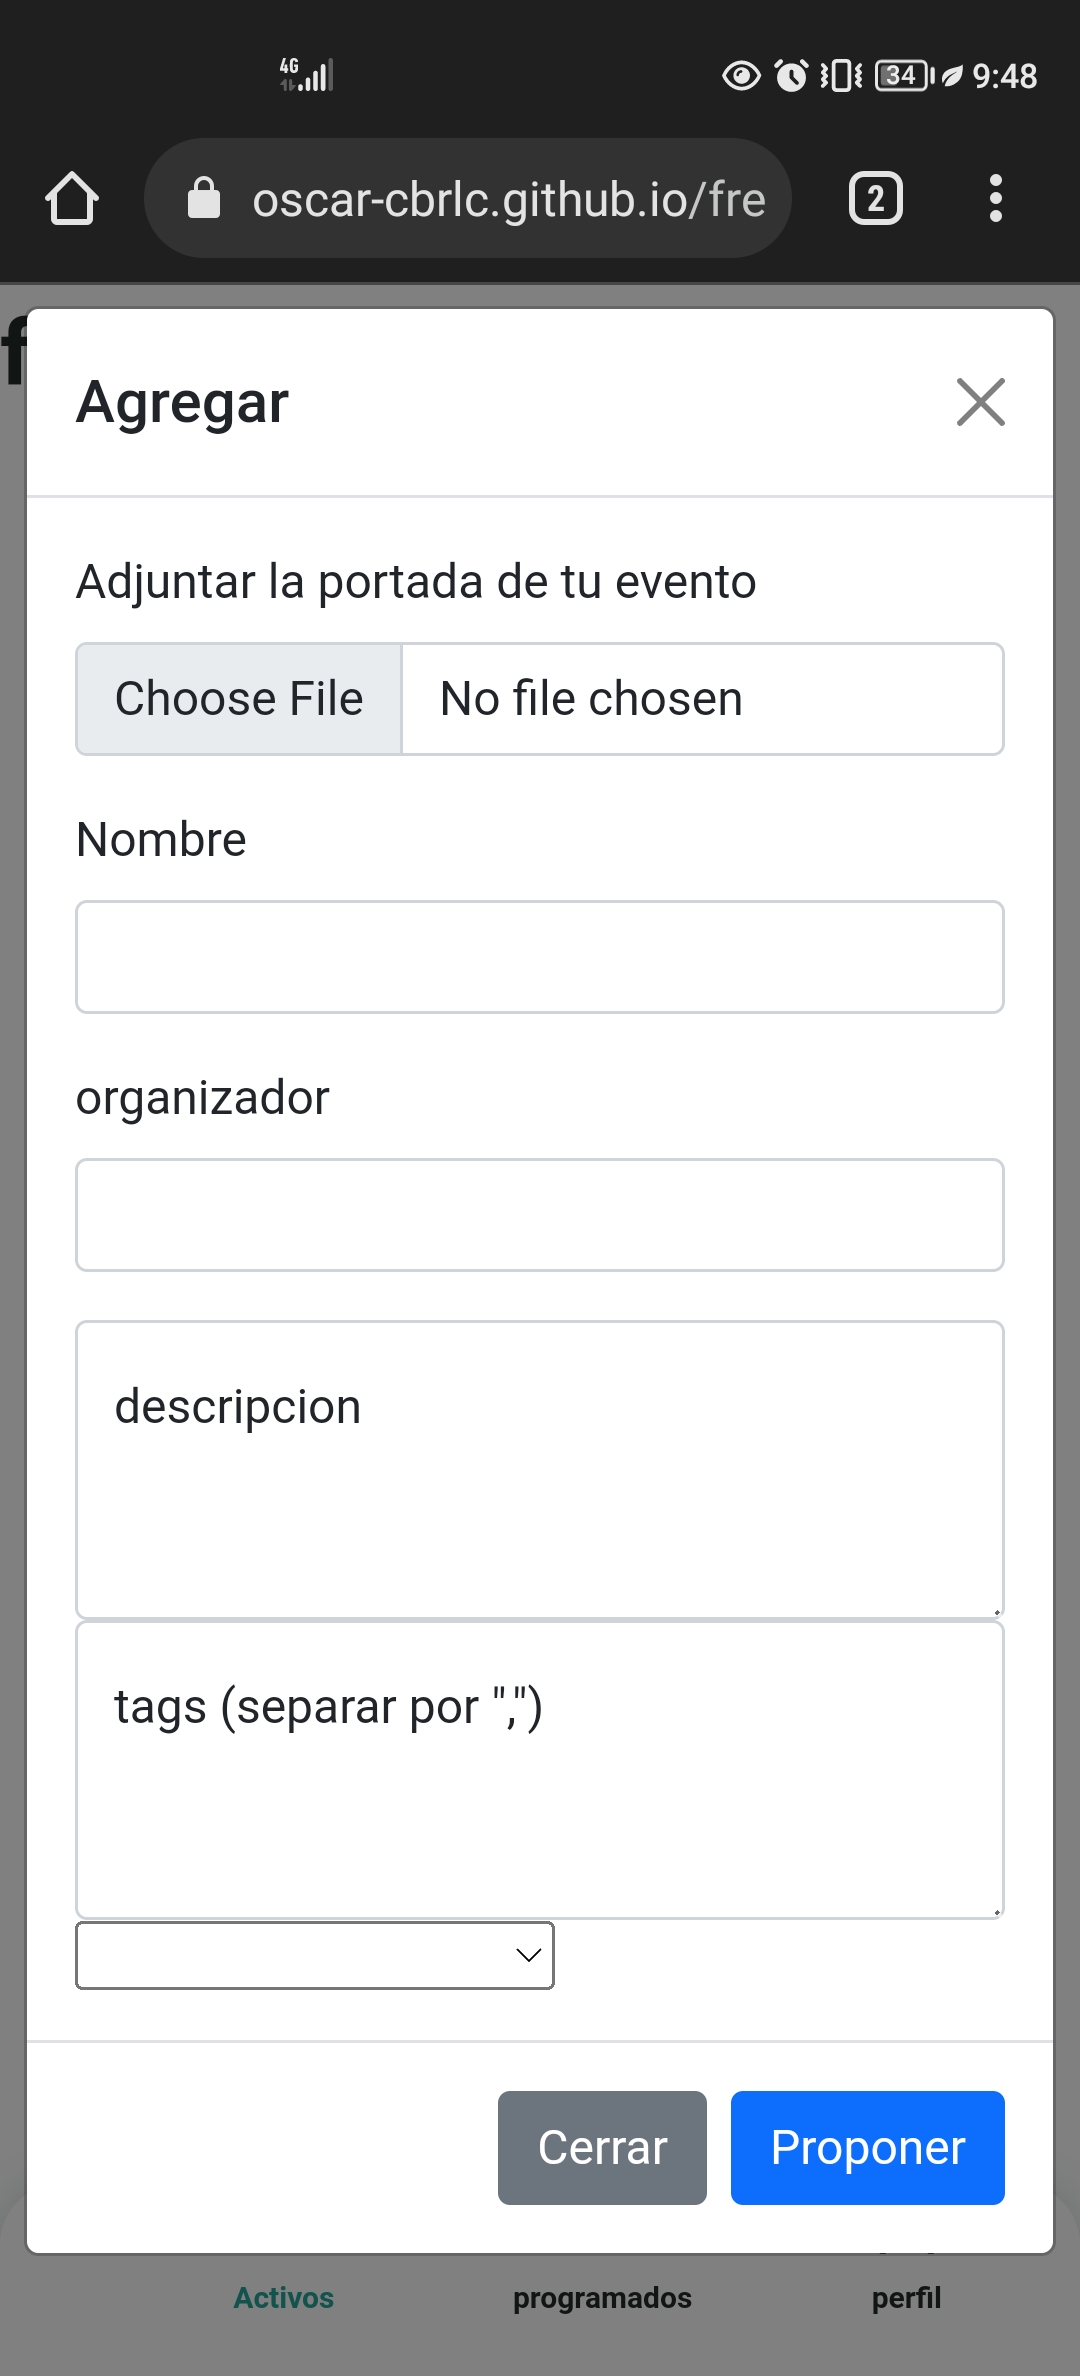 4G 34 9:48
oscar-cbrlc.github.io/fre 2
f
Agregar
Adjuntar la portada de tu evento
Choose File No file chosen
Nombre
organizador
descripcion
tags (separar por ",")
Cerrar Proponer
Activos programados perfil